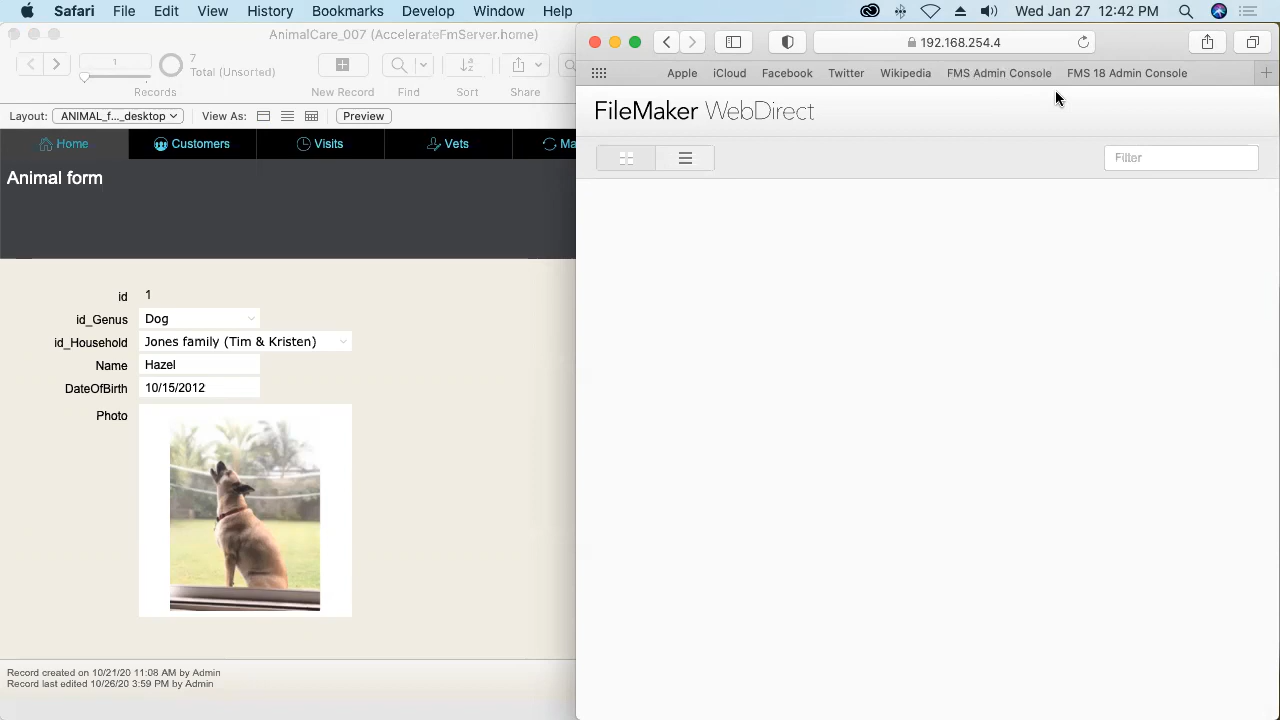 Safari File Edit View History Bookmarks Develop Window Help Wed Jan 27 12:42 PM
AnimalCare_007 (AccelerateFmServer.home)
1
7
Total (Unsorted)
Records
New Record
Find
Sort
Share
Layout: ANIMAL_f..._desktop View As: Preview
Home Customers Visits Vets Ma
Animal form
id 1
id_Genus Dog
id_Household Jones family (Tim & Kristen)
Name Hazel
DateOfBirth 10/15/2012
Photo
Record created on 10/21/20 11:08 AM by Admin
Record last edited 10/26/20 3:59 PM by Admin
192.168.254.4
Apple iCloud Facebook Twitter Wikipedia FMS Admin Console FMS 18 Admin Console
FileMaker WebDirect
Filter